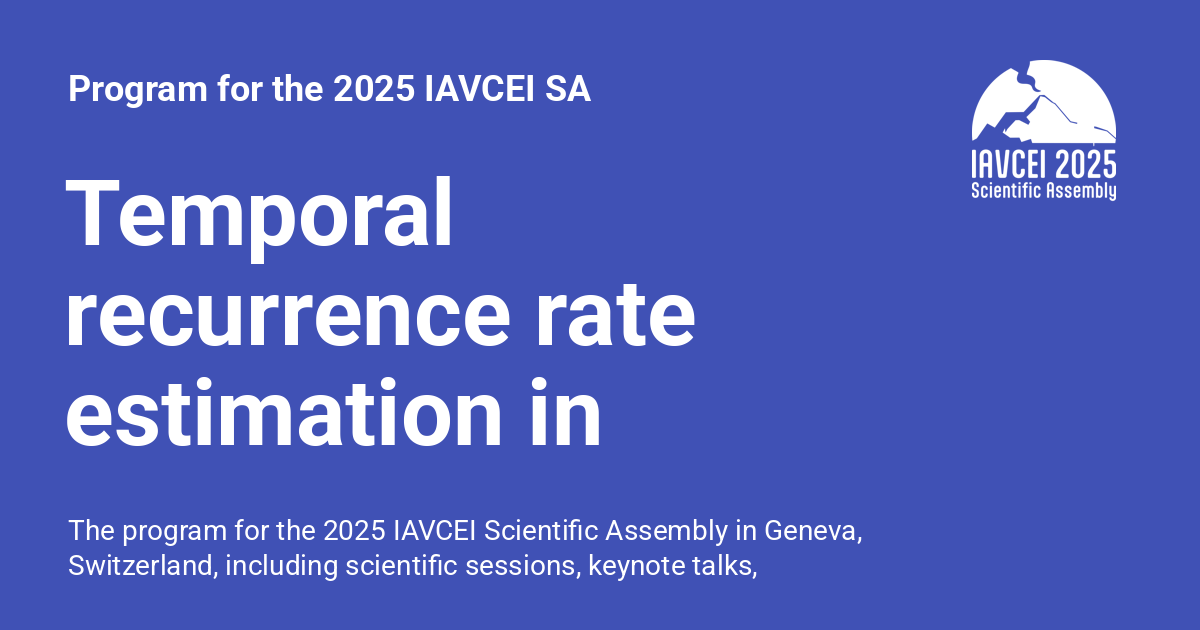 Program for the 2025 IAVCEI SA
IAVCEI 2025
Scientific Assembly
Temporal
recurrence rate
estimation in
The program for the 2025 IAVCEI Scientific Assembly in Geneva,
Switzerland, including scientific sessions, keynote talks,